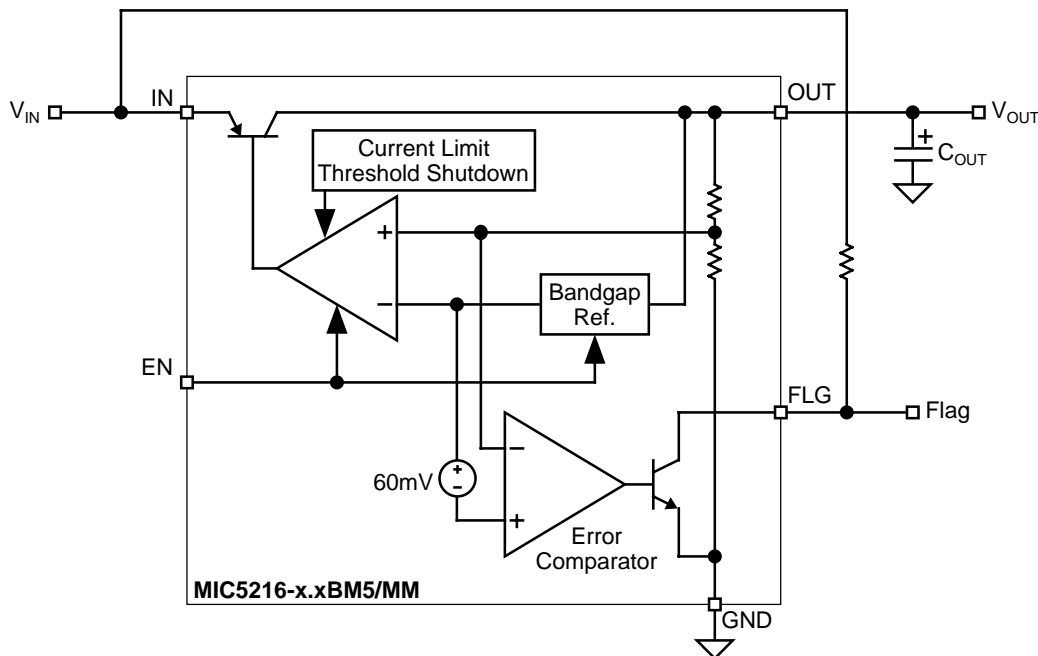 IN
OUT
VIN
VOUT
Current Limit
Threshold Shutdown
+
COUT
+
−
Bandgap
Ref.
EN
FLG
Flag
−
60mV
+
−
+
Error
Comparator
MIC5216-x.xBM5/MM
GND